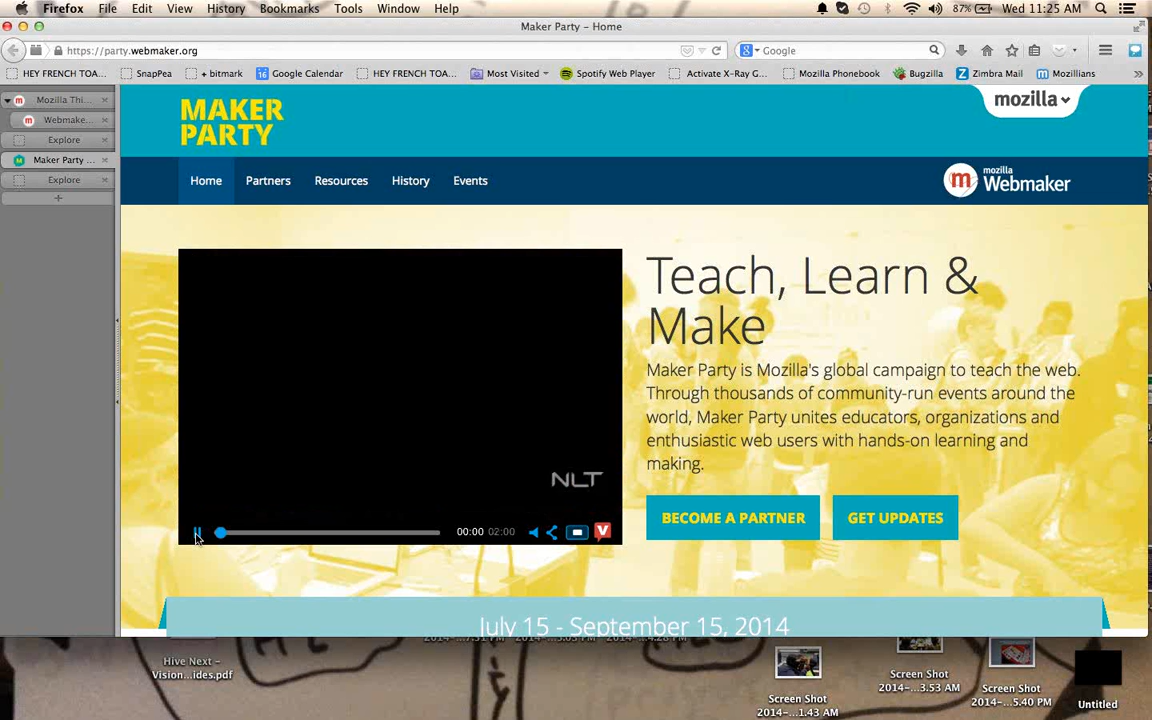 Firefox File Edit View History Bookmarks Tools Window Help 87% Wed 11:25 AM
Maker Party – Home
https://party.webmaker.org Google
HEY FRENCH TOA... SnapPea + bitmark 16 Google Calendar HEY FRENCH TOA... Most Visited Spotify Web Player Activate X-Ray G... Mozilla Phonebook Bugzilla Zimbra Mail Mozillians
Mozilla Thi...
Webmake...
Explore
Maker Party ...
Explore
MAKER
PARTY
mozilla
Home Partners Resources History Events
mozilla
Webmaker
Teach, Learn &
Make
Maker Party is Mozilla's global campaign to teach the web.
Through thousands of community-run events around the
world, Maker Party unites educators, organizations and
enthusiastic web users with hands-on learning and
making.
NLT
00:00 02:00
BECOME A PARTNER GET UPDATES
July 15 - September 15, 2014
Hive Next –
Vision...ides.pdf
Screen Shot
2014-...1.43 AM
Screen Shot
2014-...3.53 AM
Screen Shot
2014-...5.40 PM
Untitled